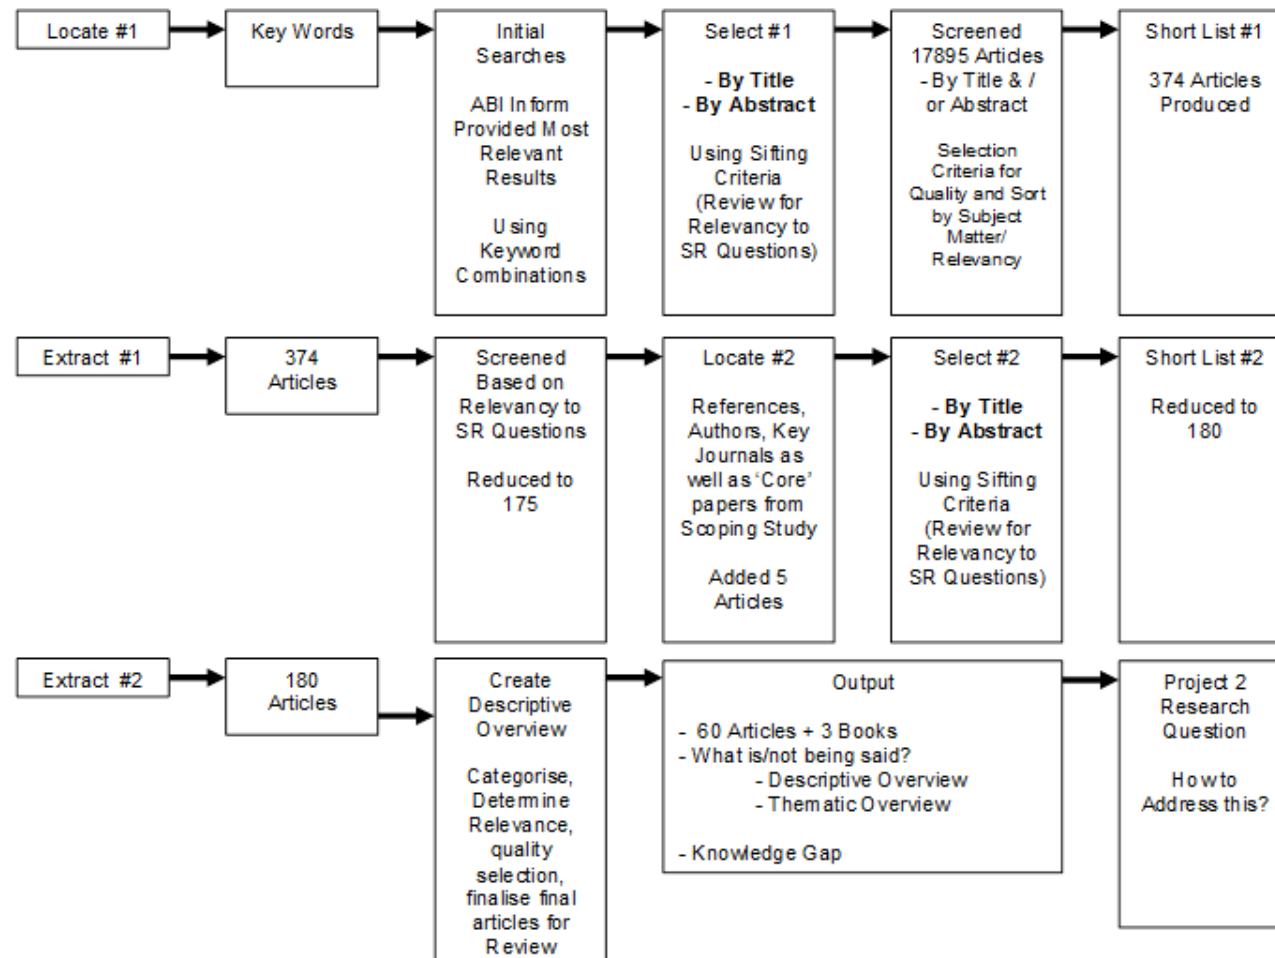 Locate #1
Key Words
Initial
Searches
ABI Inform
Provided Most
Relevant
Results
Using
Keyword
Combinations
Select #1
- By Title
- By Abstract
Using Sifting
Criteria
(Review for
Relevancy to
SR Questions)
Screened
17895 Articles
- By Title & /
or Abstract
Selection
Criteria for
Quality and Sort
by Subject
Matter/
Relevancy
Short List #1
374 Articles
Produced
Extract #1
374
Articles
Screened
Based on
Relevancy to
SR Questions
Reduced to
175
Locate #2
References,
Authors, Key
Journals as
well as ‘Core’
papers from
Scoping Study
Added 5
Articles
Select #2
- By Title
- By Abstract
Using Sifting
Criteria
(Review for
Relevancy to
SR Questions)
Short List #2
Reduced to
180
Extract #2
180
Articles
Create
Descriptive
Overview
Categorise,
Determine
Relevance,
quality
selection,
finalise final
articles for
Review
Output
- 60 Articles + 3 Books
- What is/not being said?
- Descriptive Overview
- Thematic Overview
- Knowledge Gap
Project 2
Research
Question
How to
Address this?